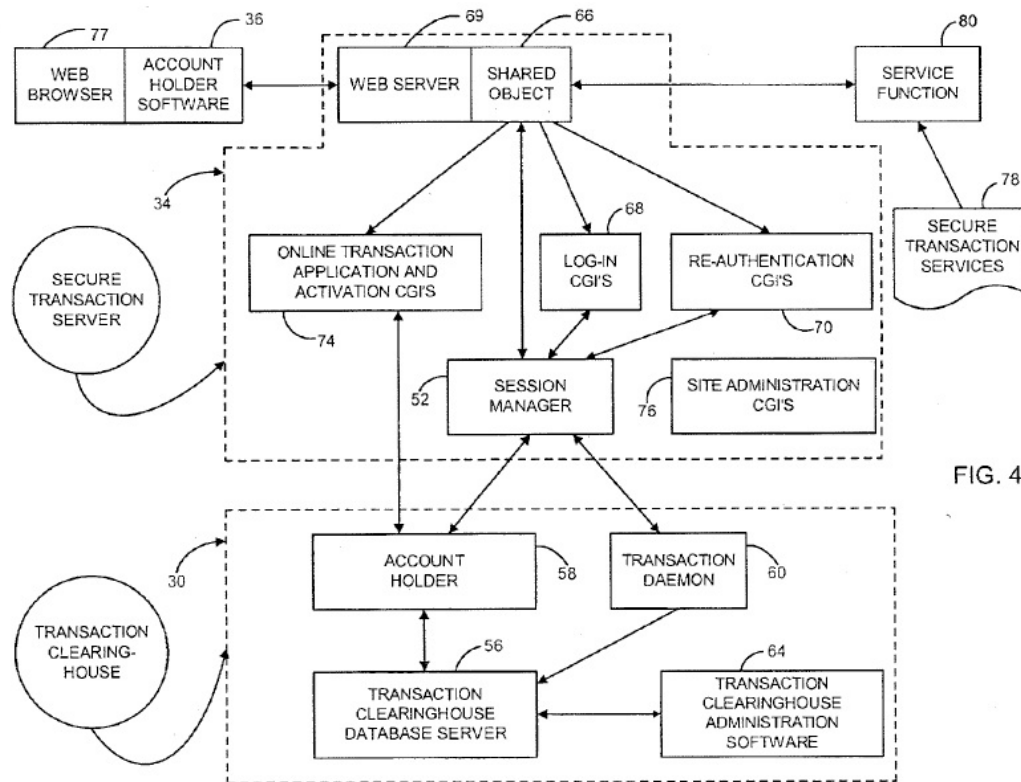 77
36
69
66
80
WEB
BROWSER
ACCOUNT
HOLDER
SOFTWARE
WEB SERVER
SHARED
OBJECT
SERVICE
FUNCTION
34
68
78
SECURE
TRANSACTION
SERVICES
ONLINE TRANSACTION
APPLICATION AND
ACTIVATION CGI'S
LOG-IN
CGI'S
RE-AUTHENTICATION
CGI'S
SECURE
TRANSACTION
SERVER
74
70
52
SESSION
MANAGER
76
SITE ADMINISTRATION
CGI'S
FIG. 4
30
ACCOUNT
HOLDER
58
TRANSACTION
DAEMON
60
TRANSACTION
CLEARING-
HOUSE
56
64
TRANSACTION
CLEARINGHOUSE
DATABASE SERVER
TRANSACTION
CLEARINGHOUSE
ADMINISTRATION
SOFTWARE